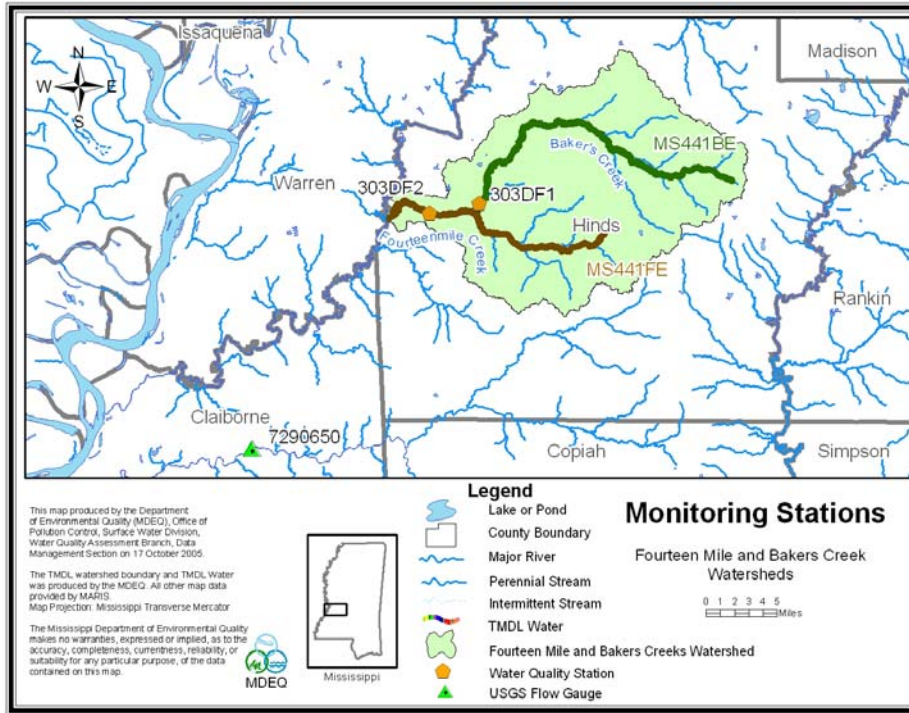 Issaquena
Madison
N
W E
S
Warren
303DF2
303DF1
Baker's Creek
MS441BE
Fourteenmile Creek
Hinds
MS441FE
Rankin
Claiborne
7290650
Copiah
Simpson
This map produced by the Department
of Environmental Quality (MDEQ), Office of
Pollution Control, Surface Water Division,
Water Quality Assessment Branch, Data
Management Section on 17 October 2005.
The TMDL watershed boundary and TMDL Water
was produced by the MDEQ. All other map data
provided by MARIS.
Map Projection: Mississippi Transverse Mercator
The Mississippi Department of Environmental Quality
makes no warranties, expressed or implied, as to the
accuracy, completeness, currentness, reliability, or
suitability for any particular purpose, of the data
contained on this map.
MDEQ
Mississippi
Legend
Lake or Pond
County Boundary
Major River
Perennial Stream
Intermittent Stream
TMDL Water
Fourteen Mile and Bakers Creeks Watershed
Water Quality Station
USGS Flow Gauge
Monitoring Stations
Fourteen Mile and Bakers Creek
Watersheds
0 1 2 3 4 5
Miles